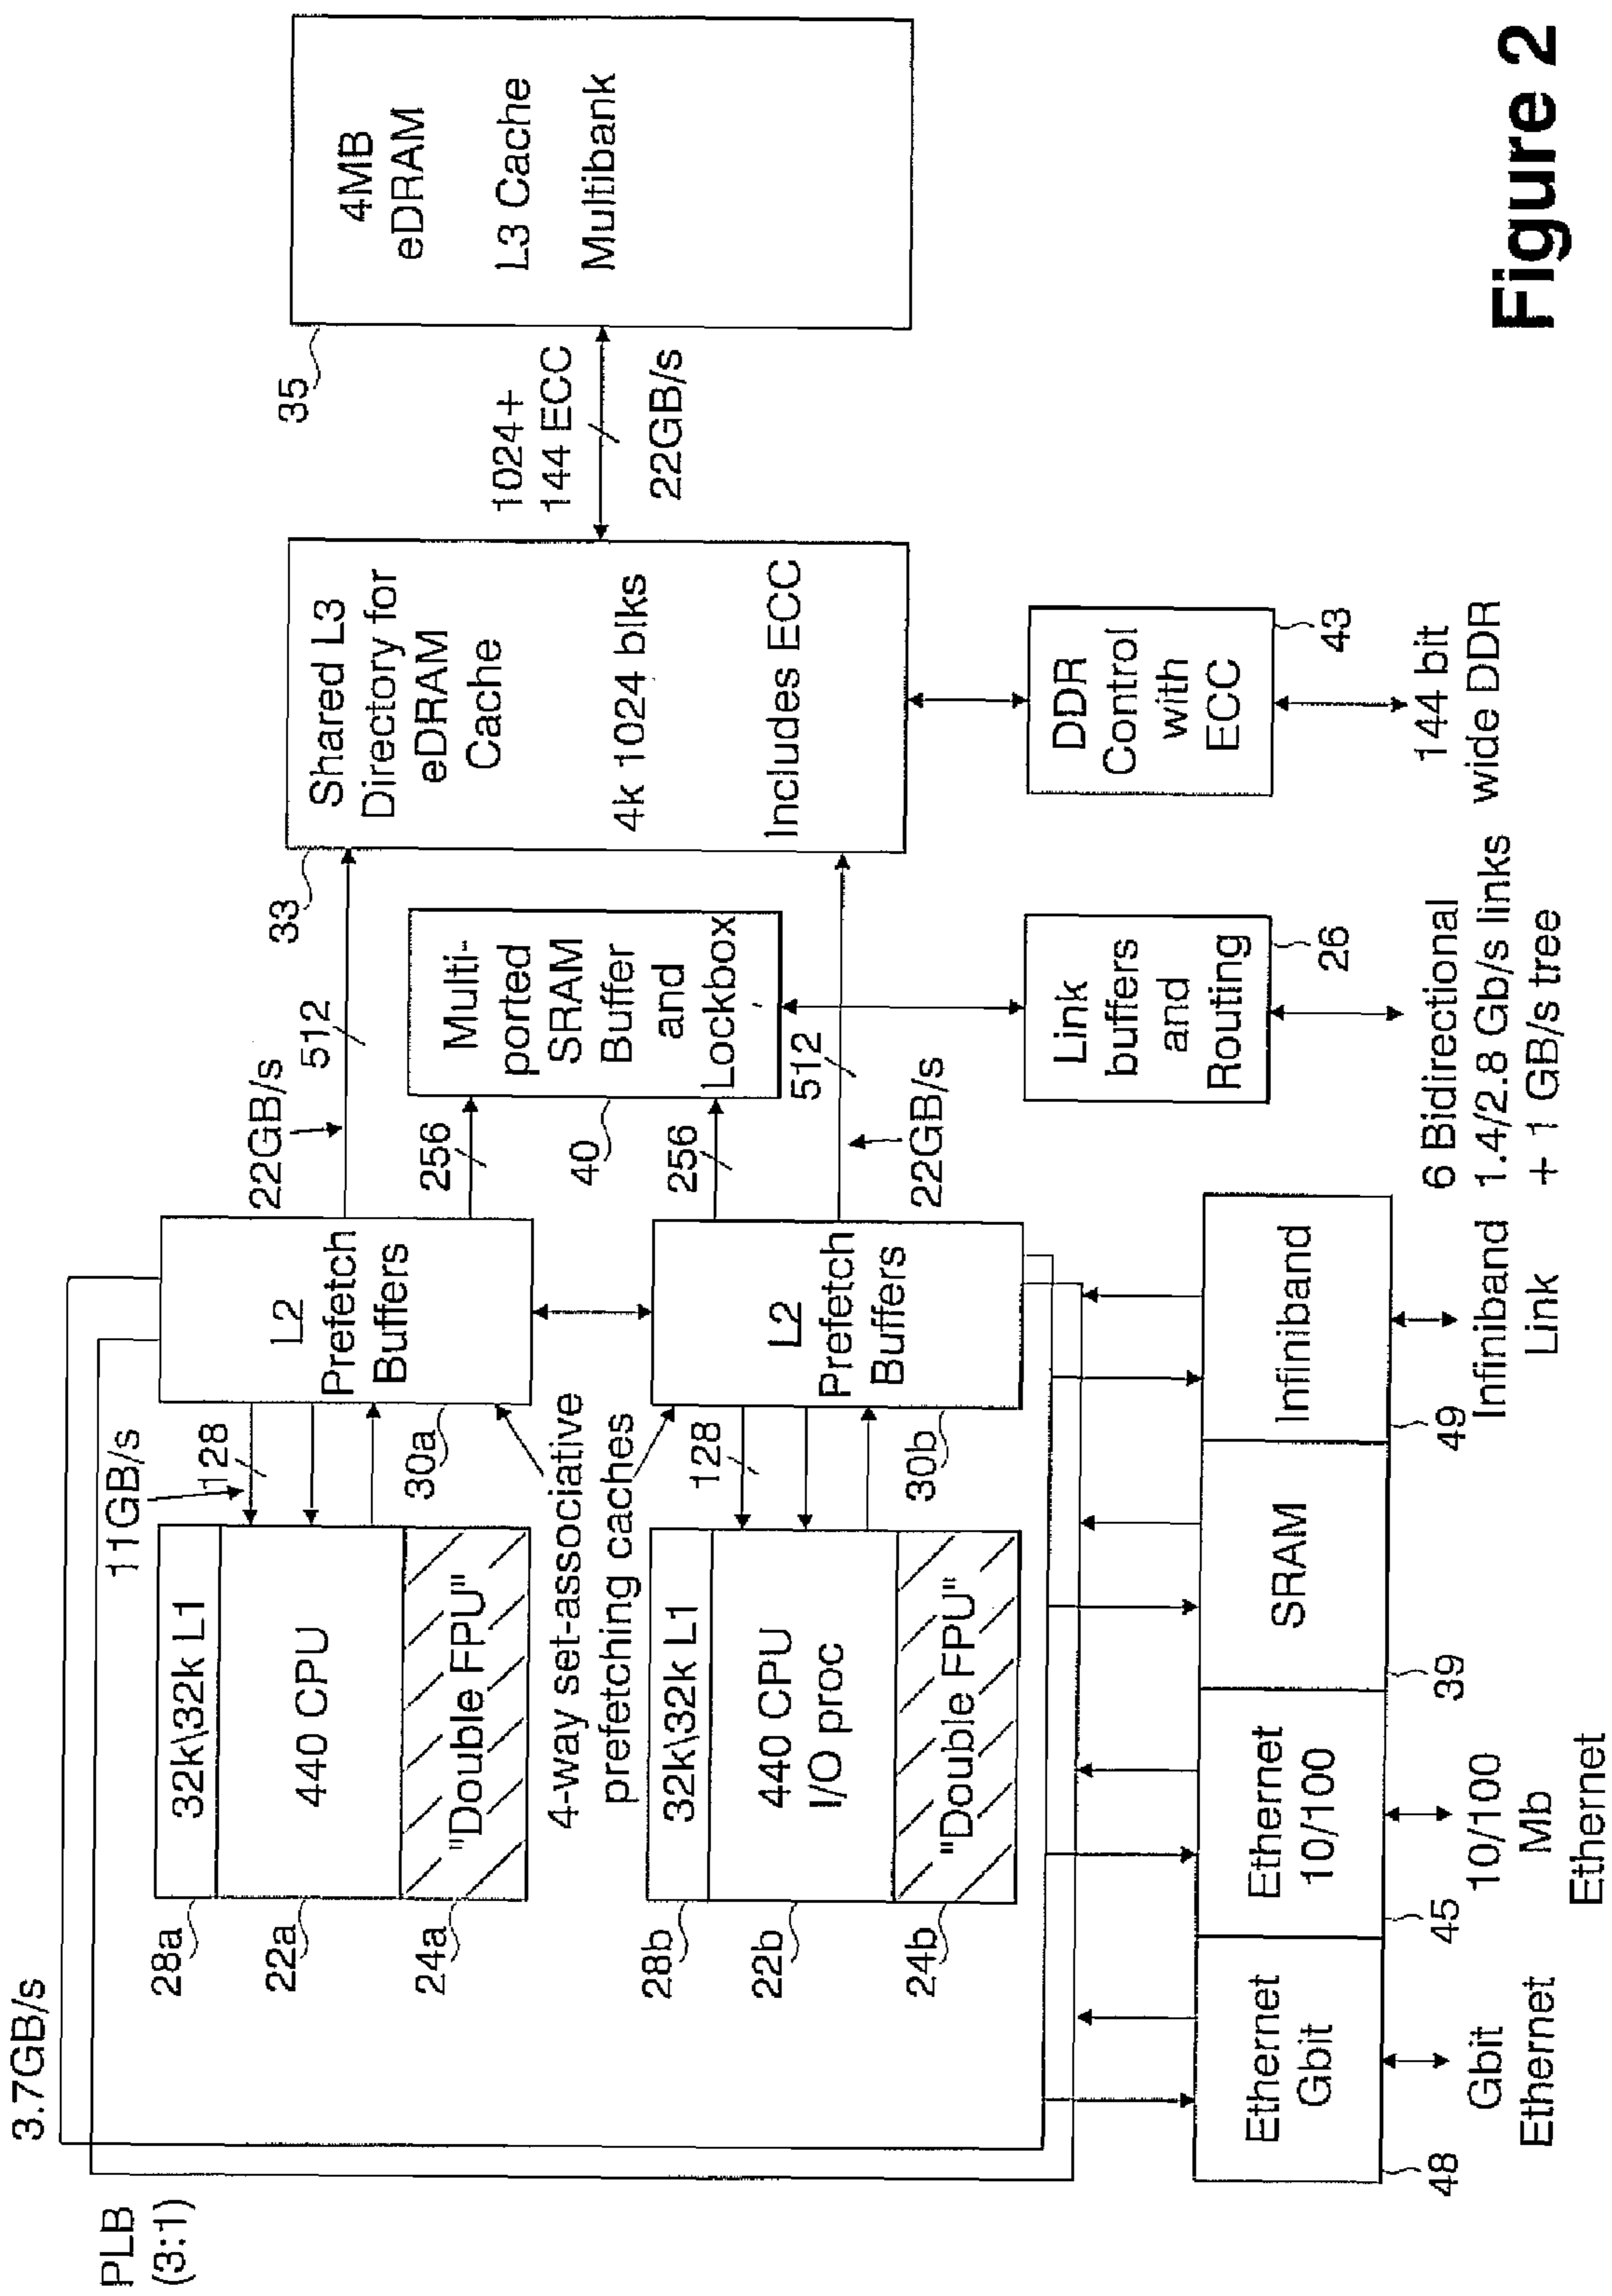 PLB
(3:1)
3.7GB/s
28a
22a
24a
32k\32k L1
440 CPU
"Double FPU"
11GB/s
128
L2
Prefetch
Buffers
30a
22GB/s
512
256
4-way set-associative
prefetching caches
28b
22b
24b
32k\32k L1
440 CPU
I/O proc
"Double FPU"
128
L2
Prefetch
Buffers
30b
256
40
Multi-
ported
SRAM
Buffer
and
Lockbox
512
22GB/s
33
Shared L3
Directory for
eDRAM
Cache
4k 1024 blks
Includes ECC
1024+
144 ECC
22GB/s
35
4MB
eDRAM
L3 Cache
Multibank
48
Ethernet
Gbit
Gbit
Ethernet
45
Ethernet
10/100
10/100
Mb
Ethernet
39
SRAM
49
Infiniband
Infiniband
Link
Link
buffers
and
Routing
26
6 Bidirectional
1.4/2.8 Gb/s links
+ 1 GB/s tree
DDR
Control
with
ECC
43
144 bit
wide DDR
Figure 2